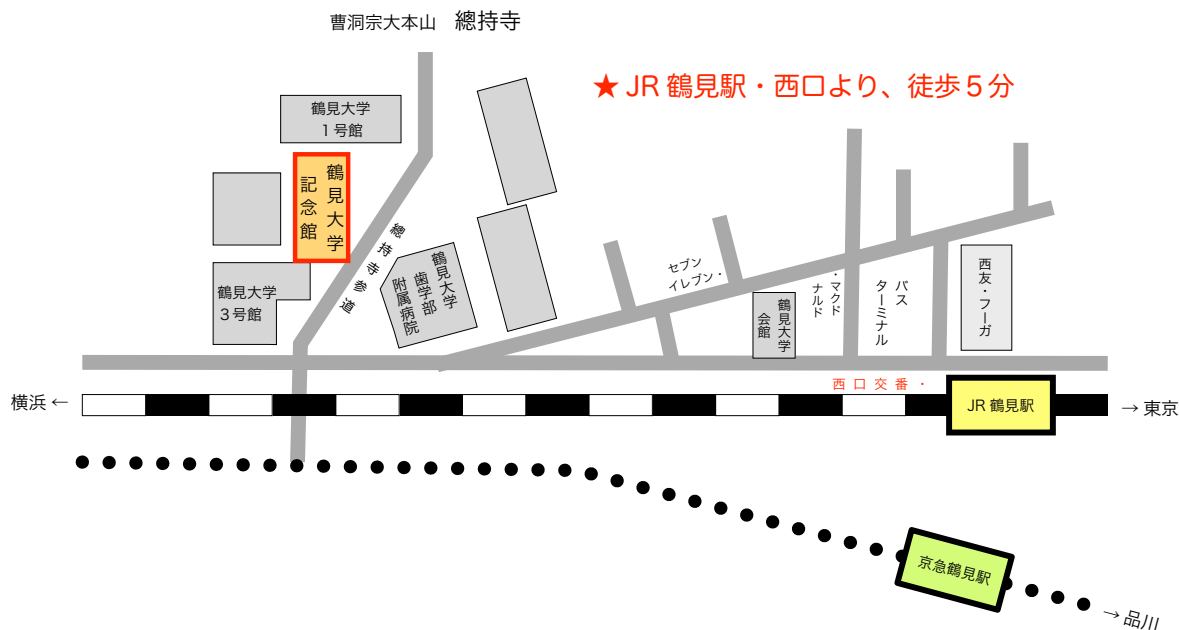 曹洞宗大本山 總持寺
★ JR 鶴見駅・西口より、徒歩５分
鶴見大学
１号館
鶴見大学
記念館
總持寺参道
鶴見大学
３号館
鶴見大学
歯学部
附属病院
セブン
イレブン・
・マクド
ナルド
バス
ターミナル
西友・フーガ
鶴見大学
会館
西口交番・
横浜 ←
JR 鶴見駅
→ 東京
京急鶴見駅
→ 品川